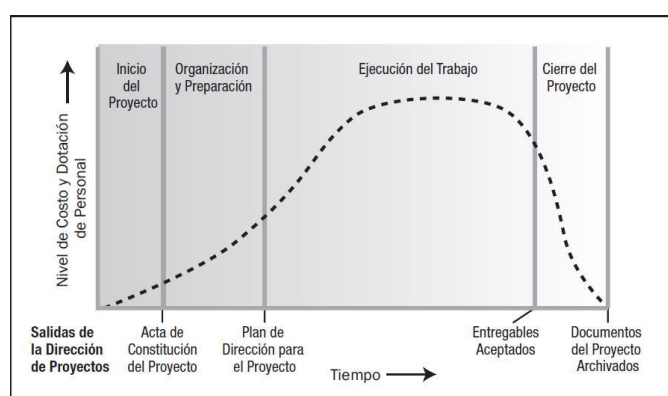 Inicio
del
Proyecto
Organización
y Preparación
Ejecución del Trabajo
Cierre del
Proyecto
Nivel de Costo y Dotación
de Personal
Salidas de
la Dirección
de Proyectos
Acta de
Constitución
del Proyecto
Plan de
Dirección para
el Proyecto
Entregables
Aceptados
Documentos
del Proyecto
Archivados
Tiempo